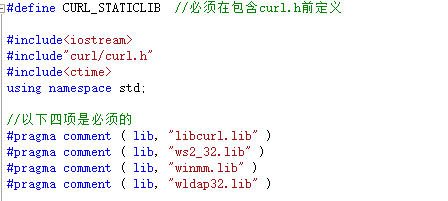 #define CURL_STATICLIB  //必须在包含curl.h前定义
#include<iostream>
#include"curl/curl.h"
#include<ctime>
using namespace std;
//以下四项是必须的
#pragma comment ( lib, "libcurl.lib" )
#pragma comment ( lib, "ws2_32.lib" )
#pragma comment ( lib, "winmm.lib" )
#pragma comment ( lib, "wldap32.lib" )